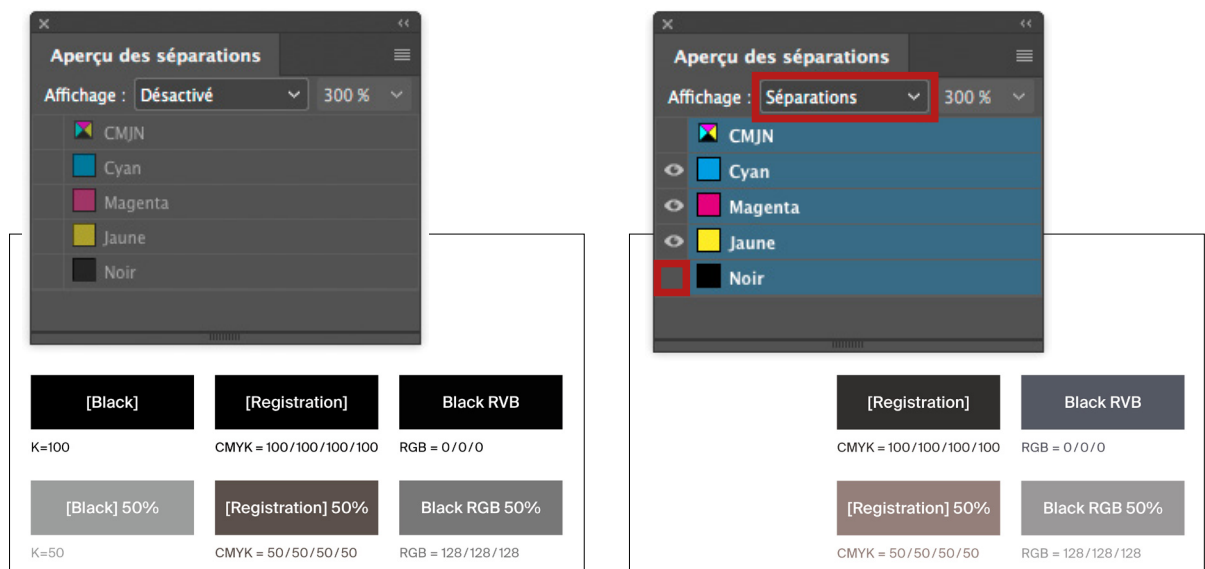 Aperçu des séparations
Affichage : Désactivé 300 %
CMJN
Cyan
Magenta
Jaune
Noir
[Black] [Registration] Black RVB
K=100 CMYK = 100/100/100/100 RGB = 0/0/0
[Black] 50% [Registration] 50% Black RGB 50%
K=50 CMYK = 50/50/50/50 RGB = 128/128/128
Aperçu des séparations
Affichage : Séparations 300 %
CMJN
Cyan
Magenta
Jaune
Noir
[Registration] Black RVB
CMYK = 100/100/100/100 RGB = 0/0/0
[Registration] 50% Black RGB 50%
CMYK = 50/50/50/50 RGB = 128/128/128